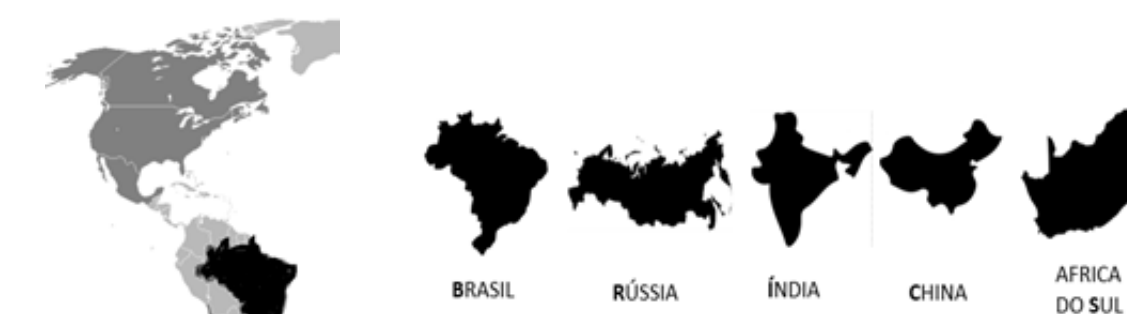 BRASIL
RÚSSIA
ÍNDIA
CHINA
AFRICA
DO SUL